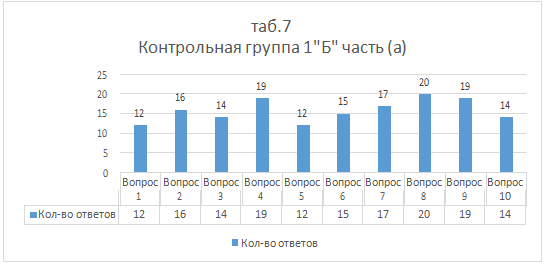 таб.7
Контрольная группа 1"Б" часть (а)
25
20
15
10
5
0
12 16 14 19 12 15 17 20 19 14
Вопрос 1 Вопрос 2 Вопрос 3 Вопрос 4 Вопрос 5 Вопрос 6 Вопрос 7 Вопрос 8 Вопрос 9 Вопрос 10
Кол-во ответов 12 16 14 19 12 15 17 20 19 14
Кол-во ответов